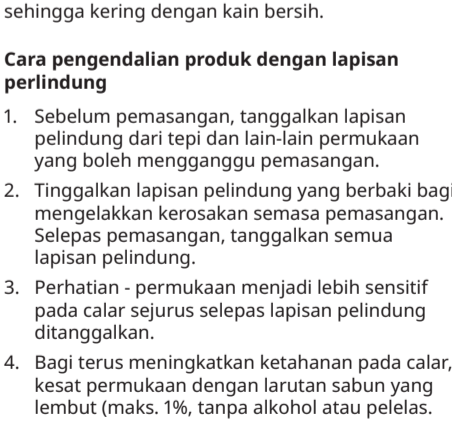 sehingga kering dengan kain bersih.
Cara pengendalian produk dengan lapisan
perlindung
1. Sebelum pemasangan, tanggalkan lapisan
pelindung dari tepi dan lain-lain permukaan
yang boleh mengganggu pemasangan.
2. Tinggalkan lapisan pelindung yang berbaki bagi
mengelakkan kerosakan semasa pemasangan.
Selepas pemasangan, tanggalkan semua
lapisan pelindung.
3. Perhatian - permukaan menjadi lebih sensitif
pada calar sejurus selepas lapisan pelindung
ditanggalkan.
4. Bagi terus meningkatkan ketahanan pada calar,
kesat permukaan dengan larutan sabun yang
lembut (maks. 1%, tanpa alkohol atau pelelas.